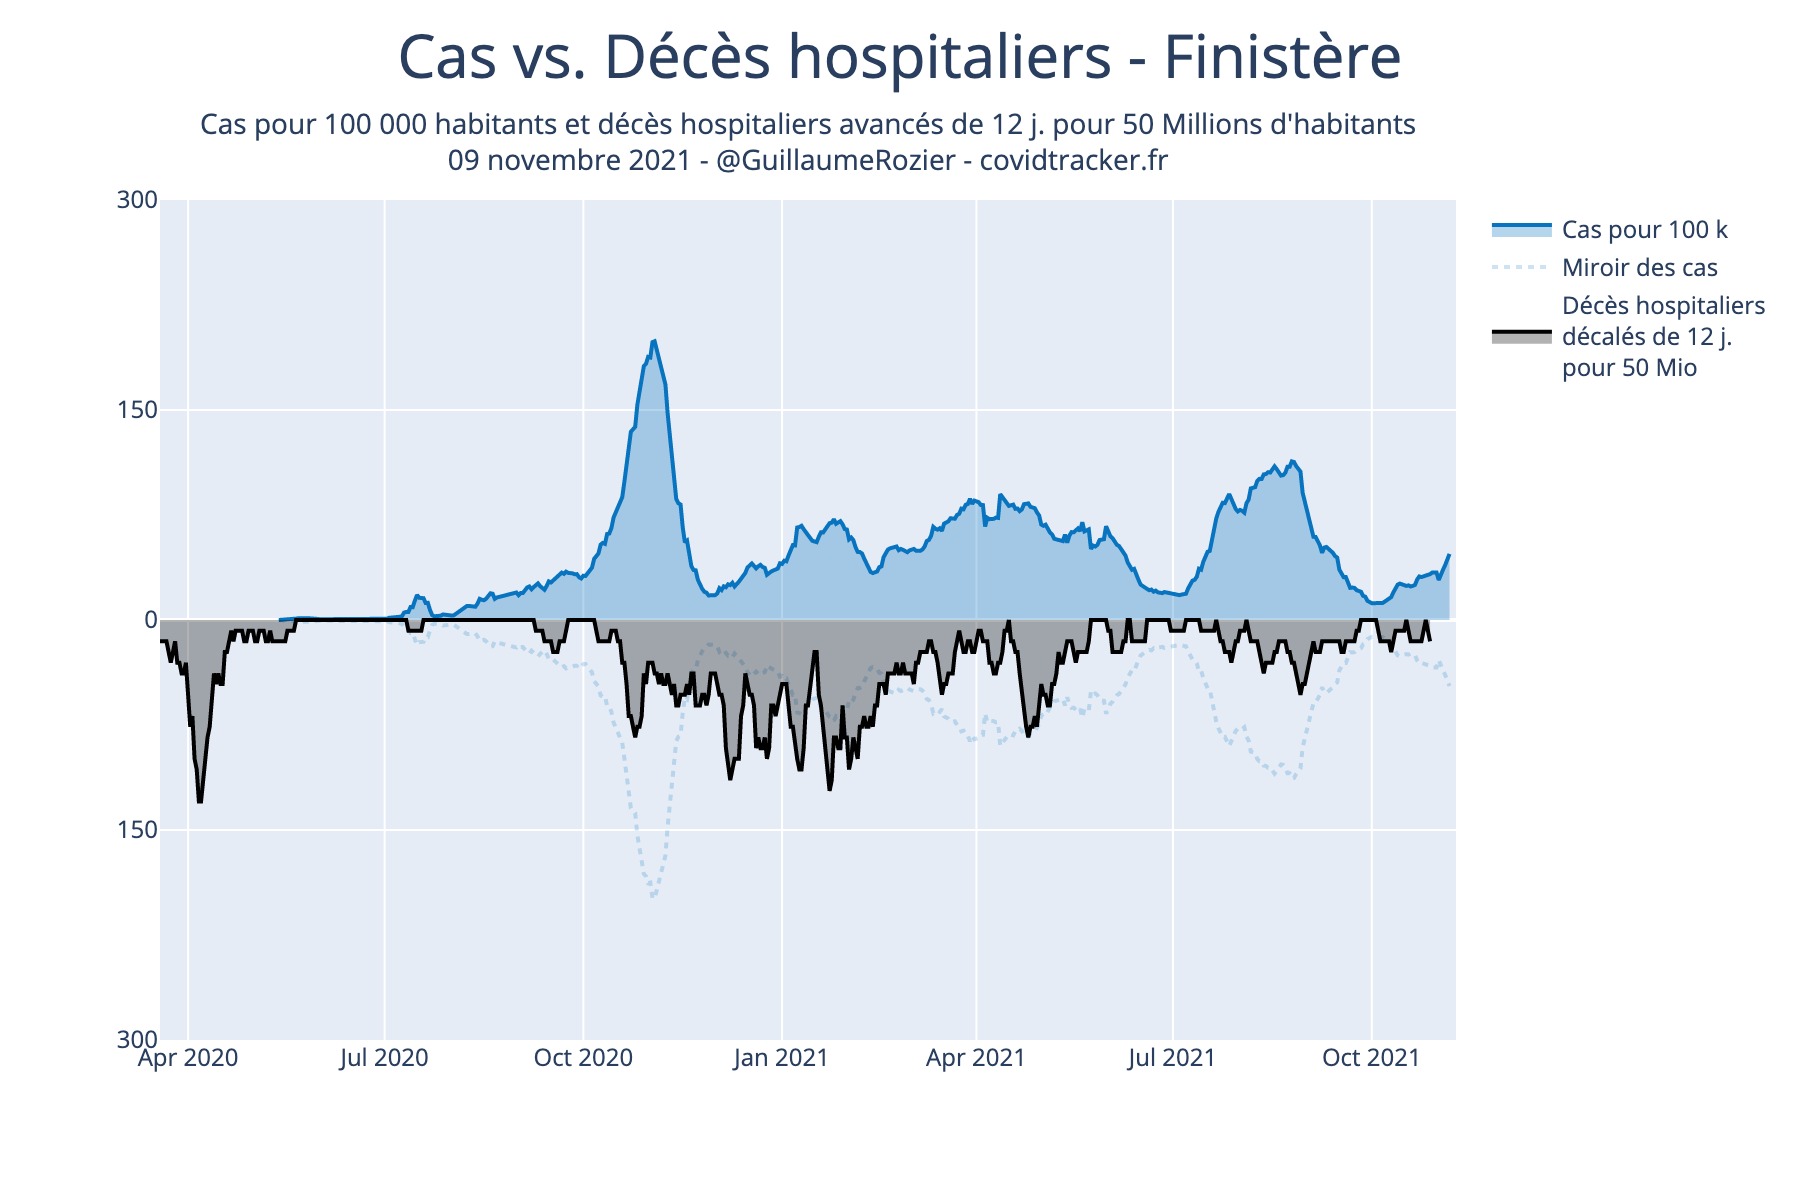 Cas vs. Décès hospitaliers - Finistère
Cas pour 100 000 habitants et décès hospitaliers avancés de 12 j. pour 50 Millions d'habitants
09 novembre 2021 - @GuillaumeRozier - covidtracker.fr
300
150
0
150
300
Apr 2020
Jul 2020
Oct 2020
Jan 2021
Apr 2021
Jul 2021
Oct 2021
Cas pour 100 k
Miroir des cas
Décès hospitaliers
décalés de 12 j.
pour 50 Mio